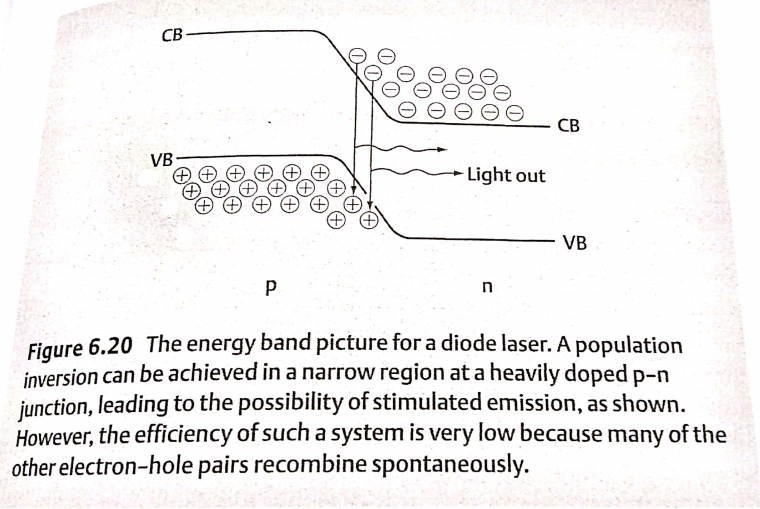 CB
CB
VB
Light out
VB
p n
Figure 6.20 The energy band picture for a diode laser. A population
inversion can be achieved in a narrow region at a heavily doped p–n
junction, leading to the possibility of stimulated emission, as shown.
However, the efficiency of such a system is very low because many of the
other electron–hole pairs recombine spontaneously.